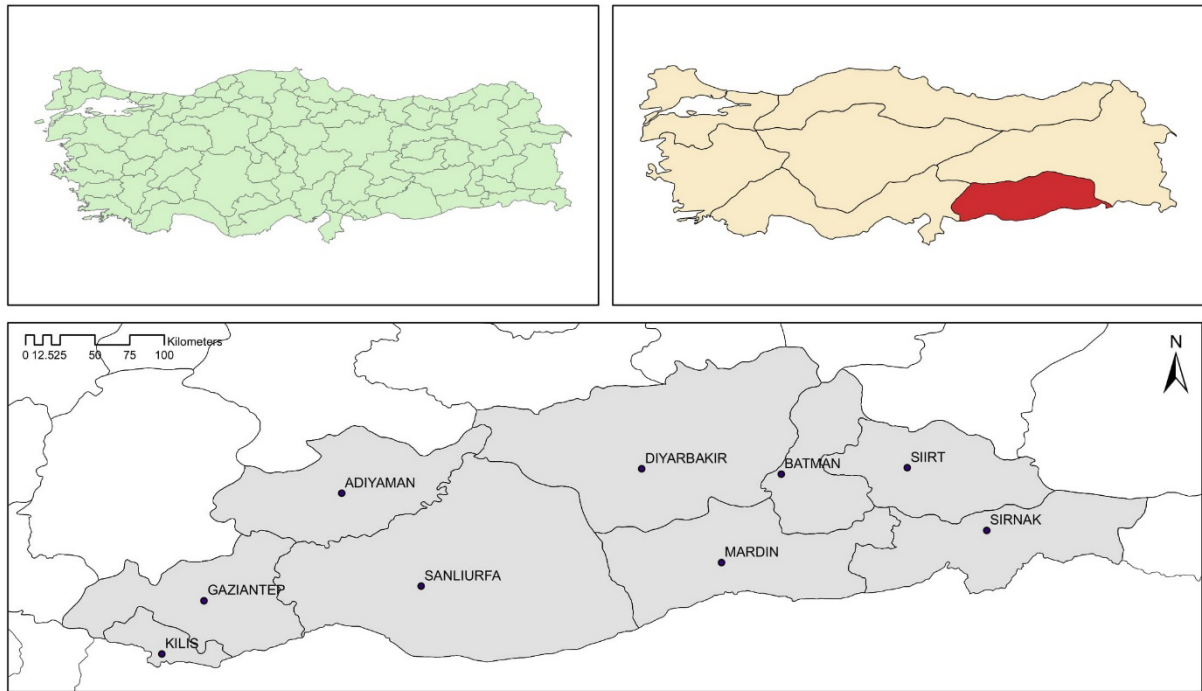 Kilometers
0 12.525 50 75 100
N
DIYARBAKIR
BATMAN
SIIRT
ADIYAMAN
SIRNAK
MARDIN
SANLIURFA
GAZIANTEP
KILIS